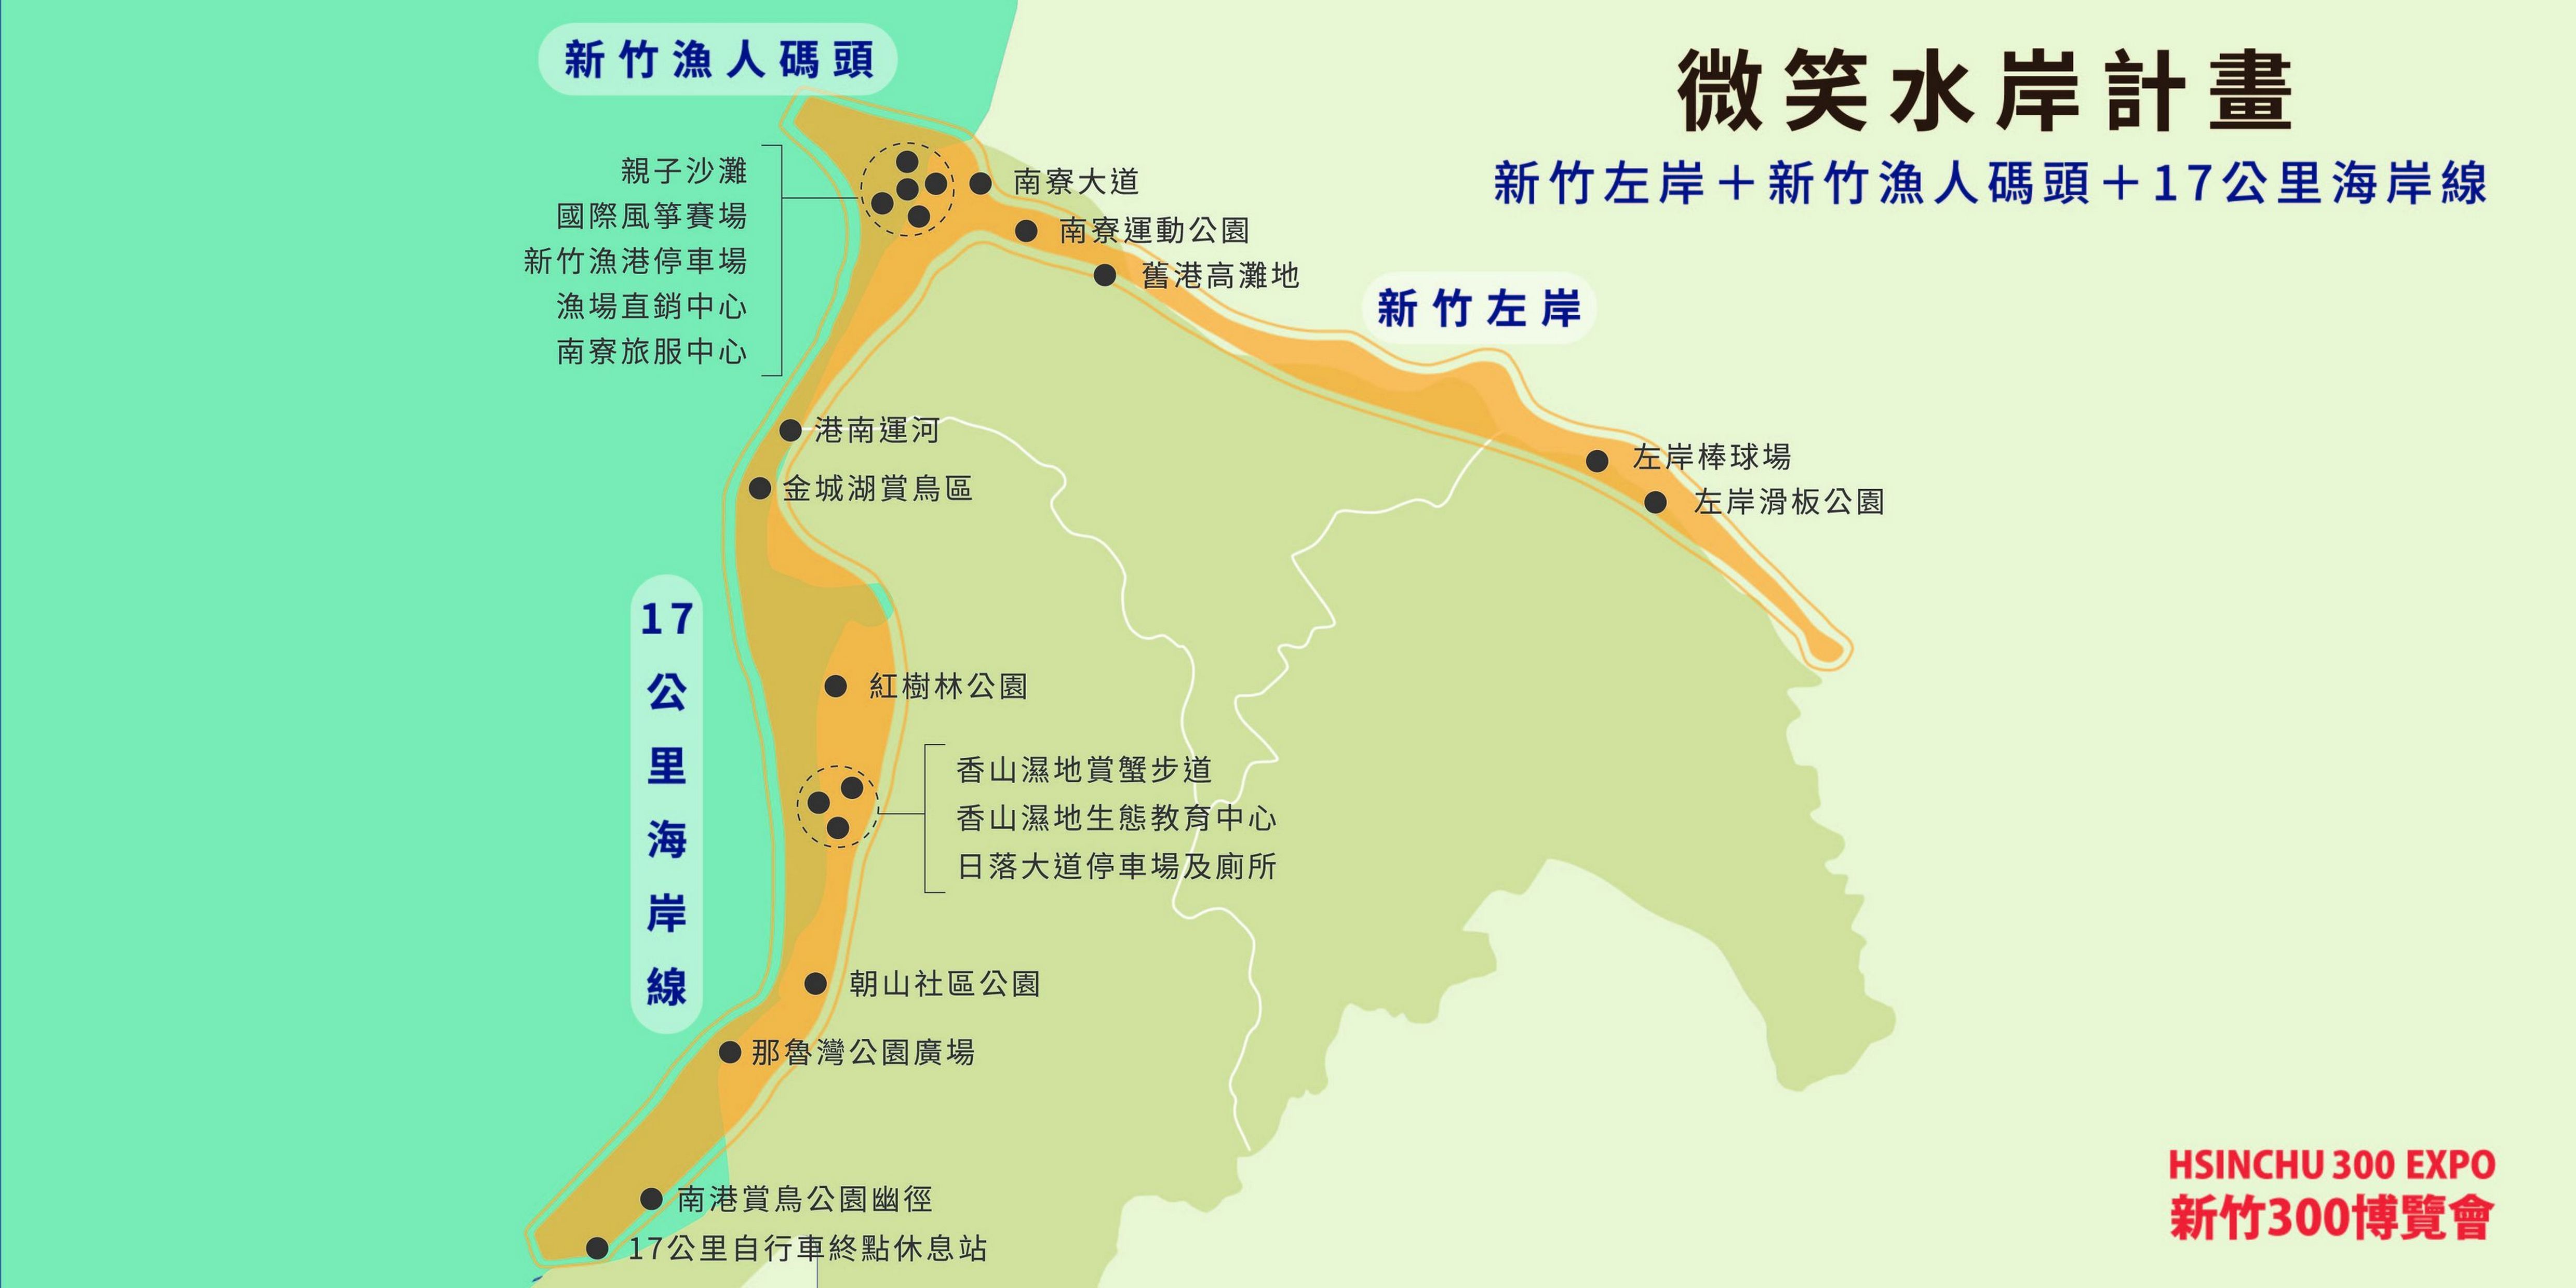 微笑水岸計畫
新竹左岸＋新竹漁人碼頭＋17公里海岸線
新竹漁人碼頭
親子沙灘
國際風箏賽場
新竹漁港停車場
漁場直銷中心
南寮旅服中心
南寮大道
南寮運動公園
舊港高灘地
新竹左岸
左岸棒球場
左岸滑板公園
港南運河
金城湖賞鳥區
17公里海岸線
紅樹林公園
香山濕地賞蟹步道
香山濕地生態教育中心
日落大道停車場及廁所
朝山社區公園
那魯灣公園廣場
南港賞鳥公園幽徑
17公里自行車終點休息站
HSINCHU 300 EXPO
新竹300博覽會